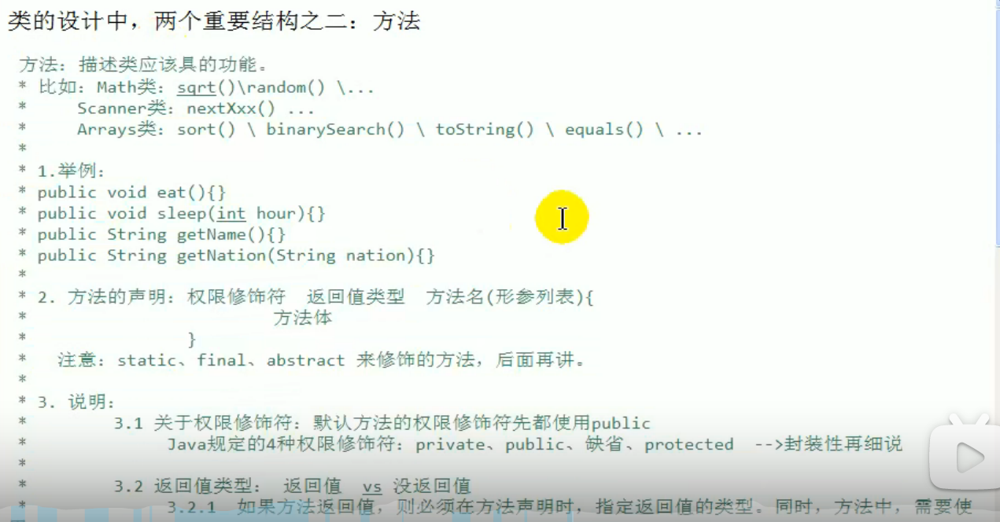 类的设计中，两个重要结构之二：方法
方法：描述类应该具的功能。
* 比如：Math类：sqrt()\random() \...
* Scanner类：nextXxx() ...
* Arrays类：sort() \ binarySearch() \ toString() \ equals() \ ...
*
* 1.举例：
* public void eat(){}
* public void sleep(int hour){}
* public String getName(){}
* public String getNation(String nation){}
*
* 2. 方法的声明：权限修饰符 返回值类型 方法名(形参列表){
* 方法体
* }
* 注意：static、final、abstract 来修饰的方法，后面再讲。
*
* 3. 说明：
* 3.1 关于权限修饰符：默认方法的权限修饰符先都使用public
* Java规定的4种权限修饰符：private、public、缺省、protected -->封装性再细说
*
* 3.2 返回值类型： 返回值 vs 没返回值
* 3.2.1 如果方法返回值，则必须在方法声明时，指定返回值的类型。同时，方法中，需要使